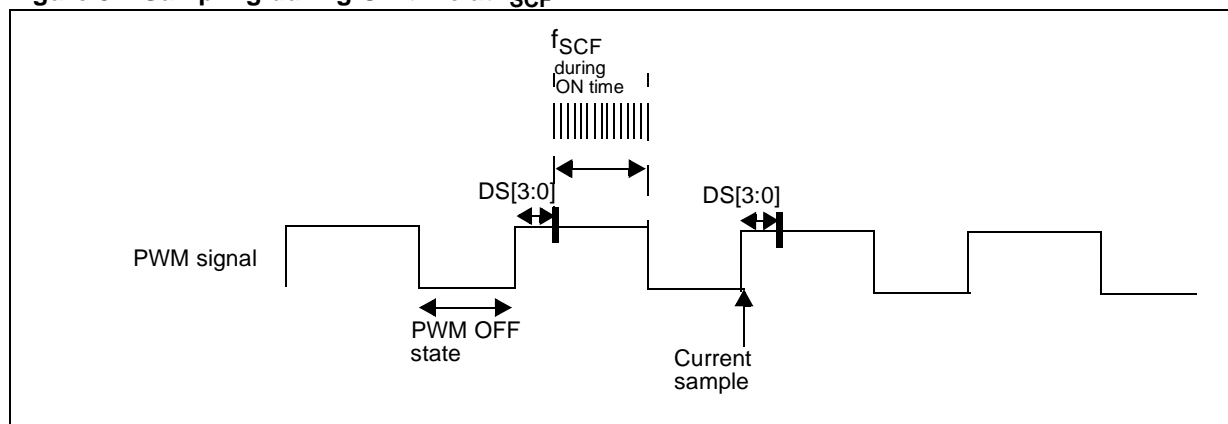 f_SCF
during
ON time
DS[3:0]
DS[3:0]
PWM signal
PWM OFF
state
Current
sample